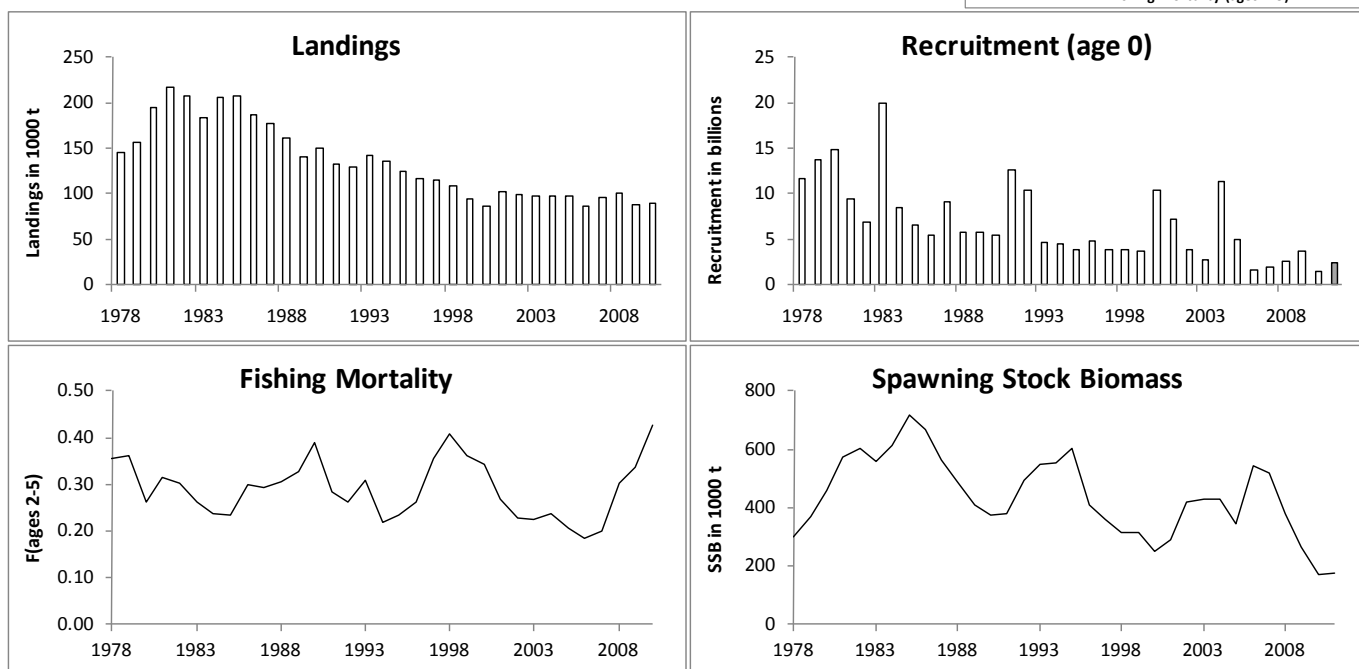 Landings
250
200
150
100
50
0
Landings in 1000 t
1978 1983 1988 1993 1998 2003 2008
Recruitment (age 0)
25
20
15
10
5
0
Recruitment in billions
1978 1983 1988 1993 1998 2003 2008
Fishing Mortality
0.50
0.40
0.30
0.20
0.10
0.00
F(ages 2-5)
1978 1983 1988 1993 1998 2003 2008
Spawning Stock Biomass
800
600
400
200
0
SSB in 1000 t
1978 1983 1988 1993 1998 2003 2008